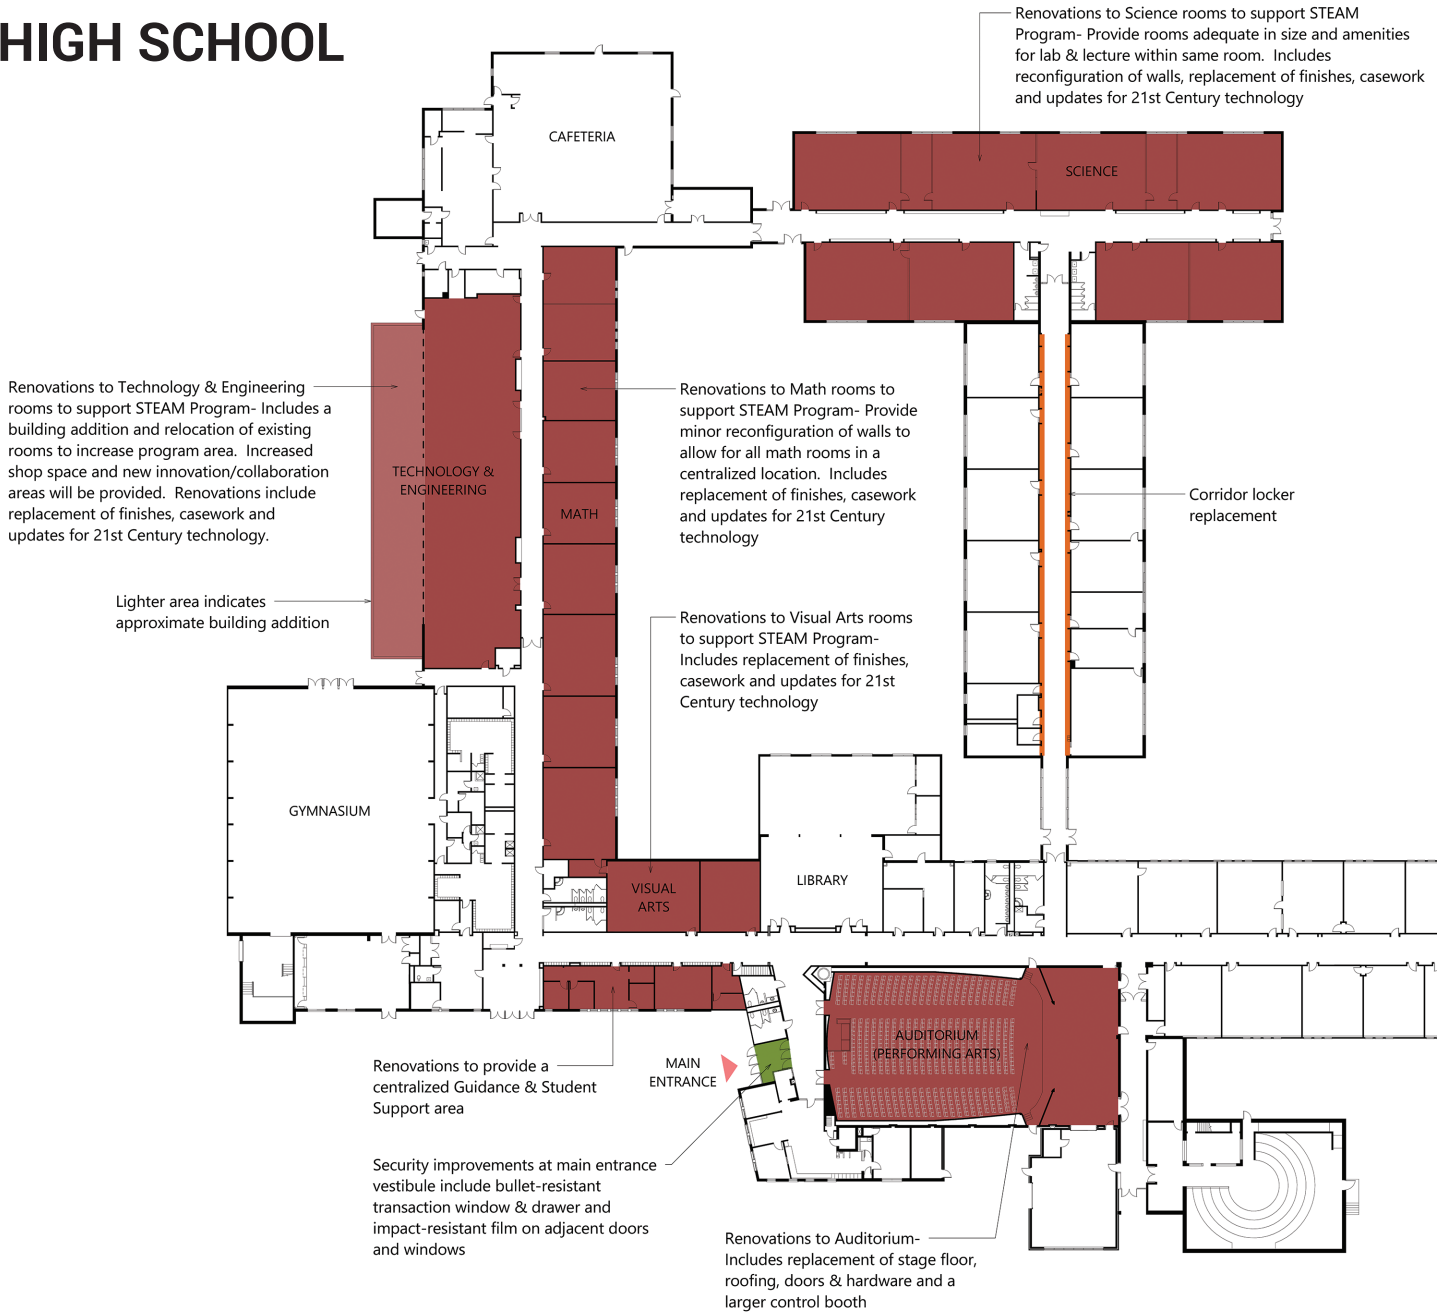 HIGH SCHOOL
Renovations to Science rooms to support STEAM
Program- Provide rooms adequate in size and amenities
for lab & lecture within same room.  Includes
reconfiguration of walls, replacement of finishes, casework
and updates for 21st Century technology
CAFETERIA
SCIENCE
Renovations to Technology & Engineering
rooms to support STEAM Program- Includes a
building addition and relocation of existing
rooms to increase program area.  Increased
shop space and new innovation/collaboration
areas will be provided.  Renovations include
replacement of finishes, casework and
updates for 21st Century technology.
TECHNOLOGY &
ENGINEERING
MATH
Renovations to Math rooms to
support STEAM Program- Provide
minor reconfiguration of walls to
allow for all math rooms in a
centralized location.  Includes
replacement of finishes, casework
and updates for 21st Century
technology
Corridor locker
replacement
Lighter area indicates
approximate building addition
Renovations to Visual Arts rooms
to support STEAM Program-
Includes replacement of finishes,
casework and updates for 21st
Century technology
GYMNASIUM
VISUAL
ARTS
LIBRARY
AUDITORIUM
(PERFORMING ARTS)
Renovations to provide a
centralized Guidance & Student
Support area
MAIN
ENTRANCE
Security improvements at main entrance
vestibule include bullet-resistant
transaction window & drawer and
impact-resistant film on adjacent doors
and windows
Renovations to Auditorium-
Includes replacement of stage floor,
roofing, doors & hardware and a
larger control booth